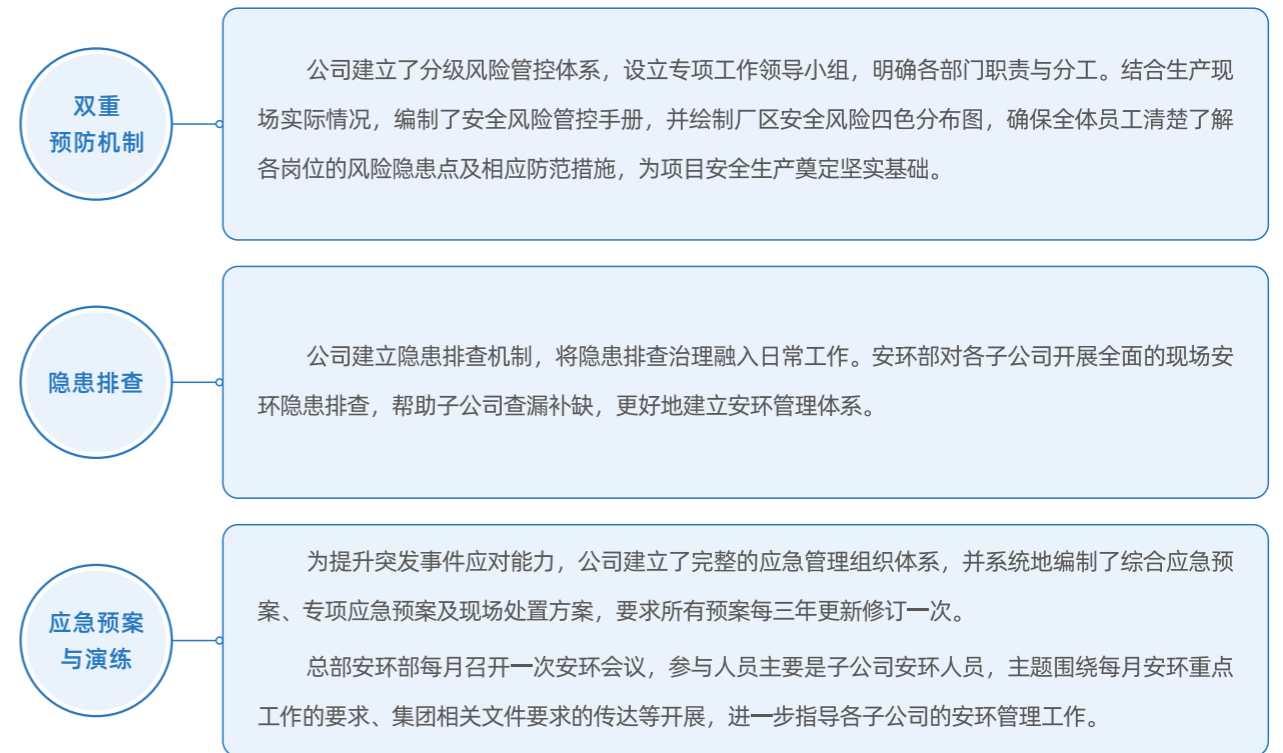 双重
预防机制
公司建立了分级风险管控体系，设立专项工作领导小组，明确各部门职责与分工。结合生产现
场实际情况，编制了安全风险管控手册，并绘制厂区安全风险四色分布图，确保全体员工清楚了解
各岗位的风险隐患点及相应防范措施，为项目安全生产奠定坚实基础。
隐患排查
公司建立隐患排查机制，将隐患排查治理融入日常工作。安环部对各子公司开展全面的现场安
环隐患排查，帮助子公司查漏补缺，更好地建立安环管理体系。
应急预案
与演练
为提升突发事件应对能力，公司建立了完整的应急管理组织体系，并系统地编制了综合应急预
案、专项应急预案及现场处置方案，要求所有预案每三年更新修订一次。
总部安环部每月召开一次安环会议，参与人员主要是子公司安环人员，主题围绕每月安环重点
工作的要求、集团相关文件要求的传达等开展，进一步指导各子公司的安环管理工作。